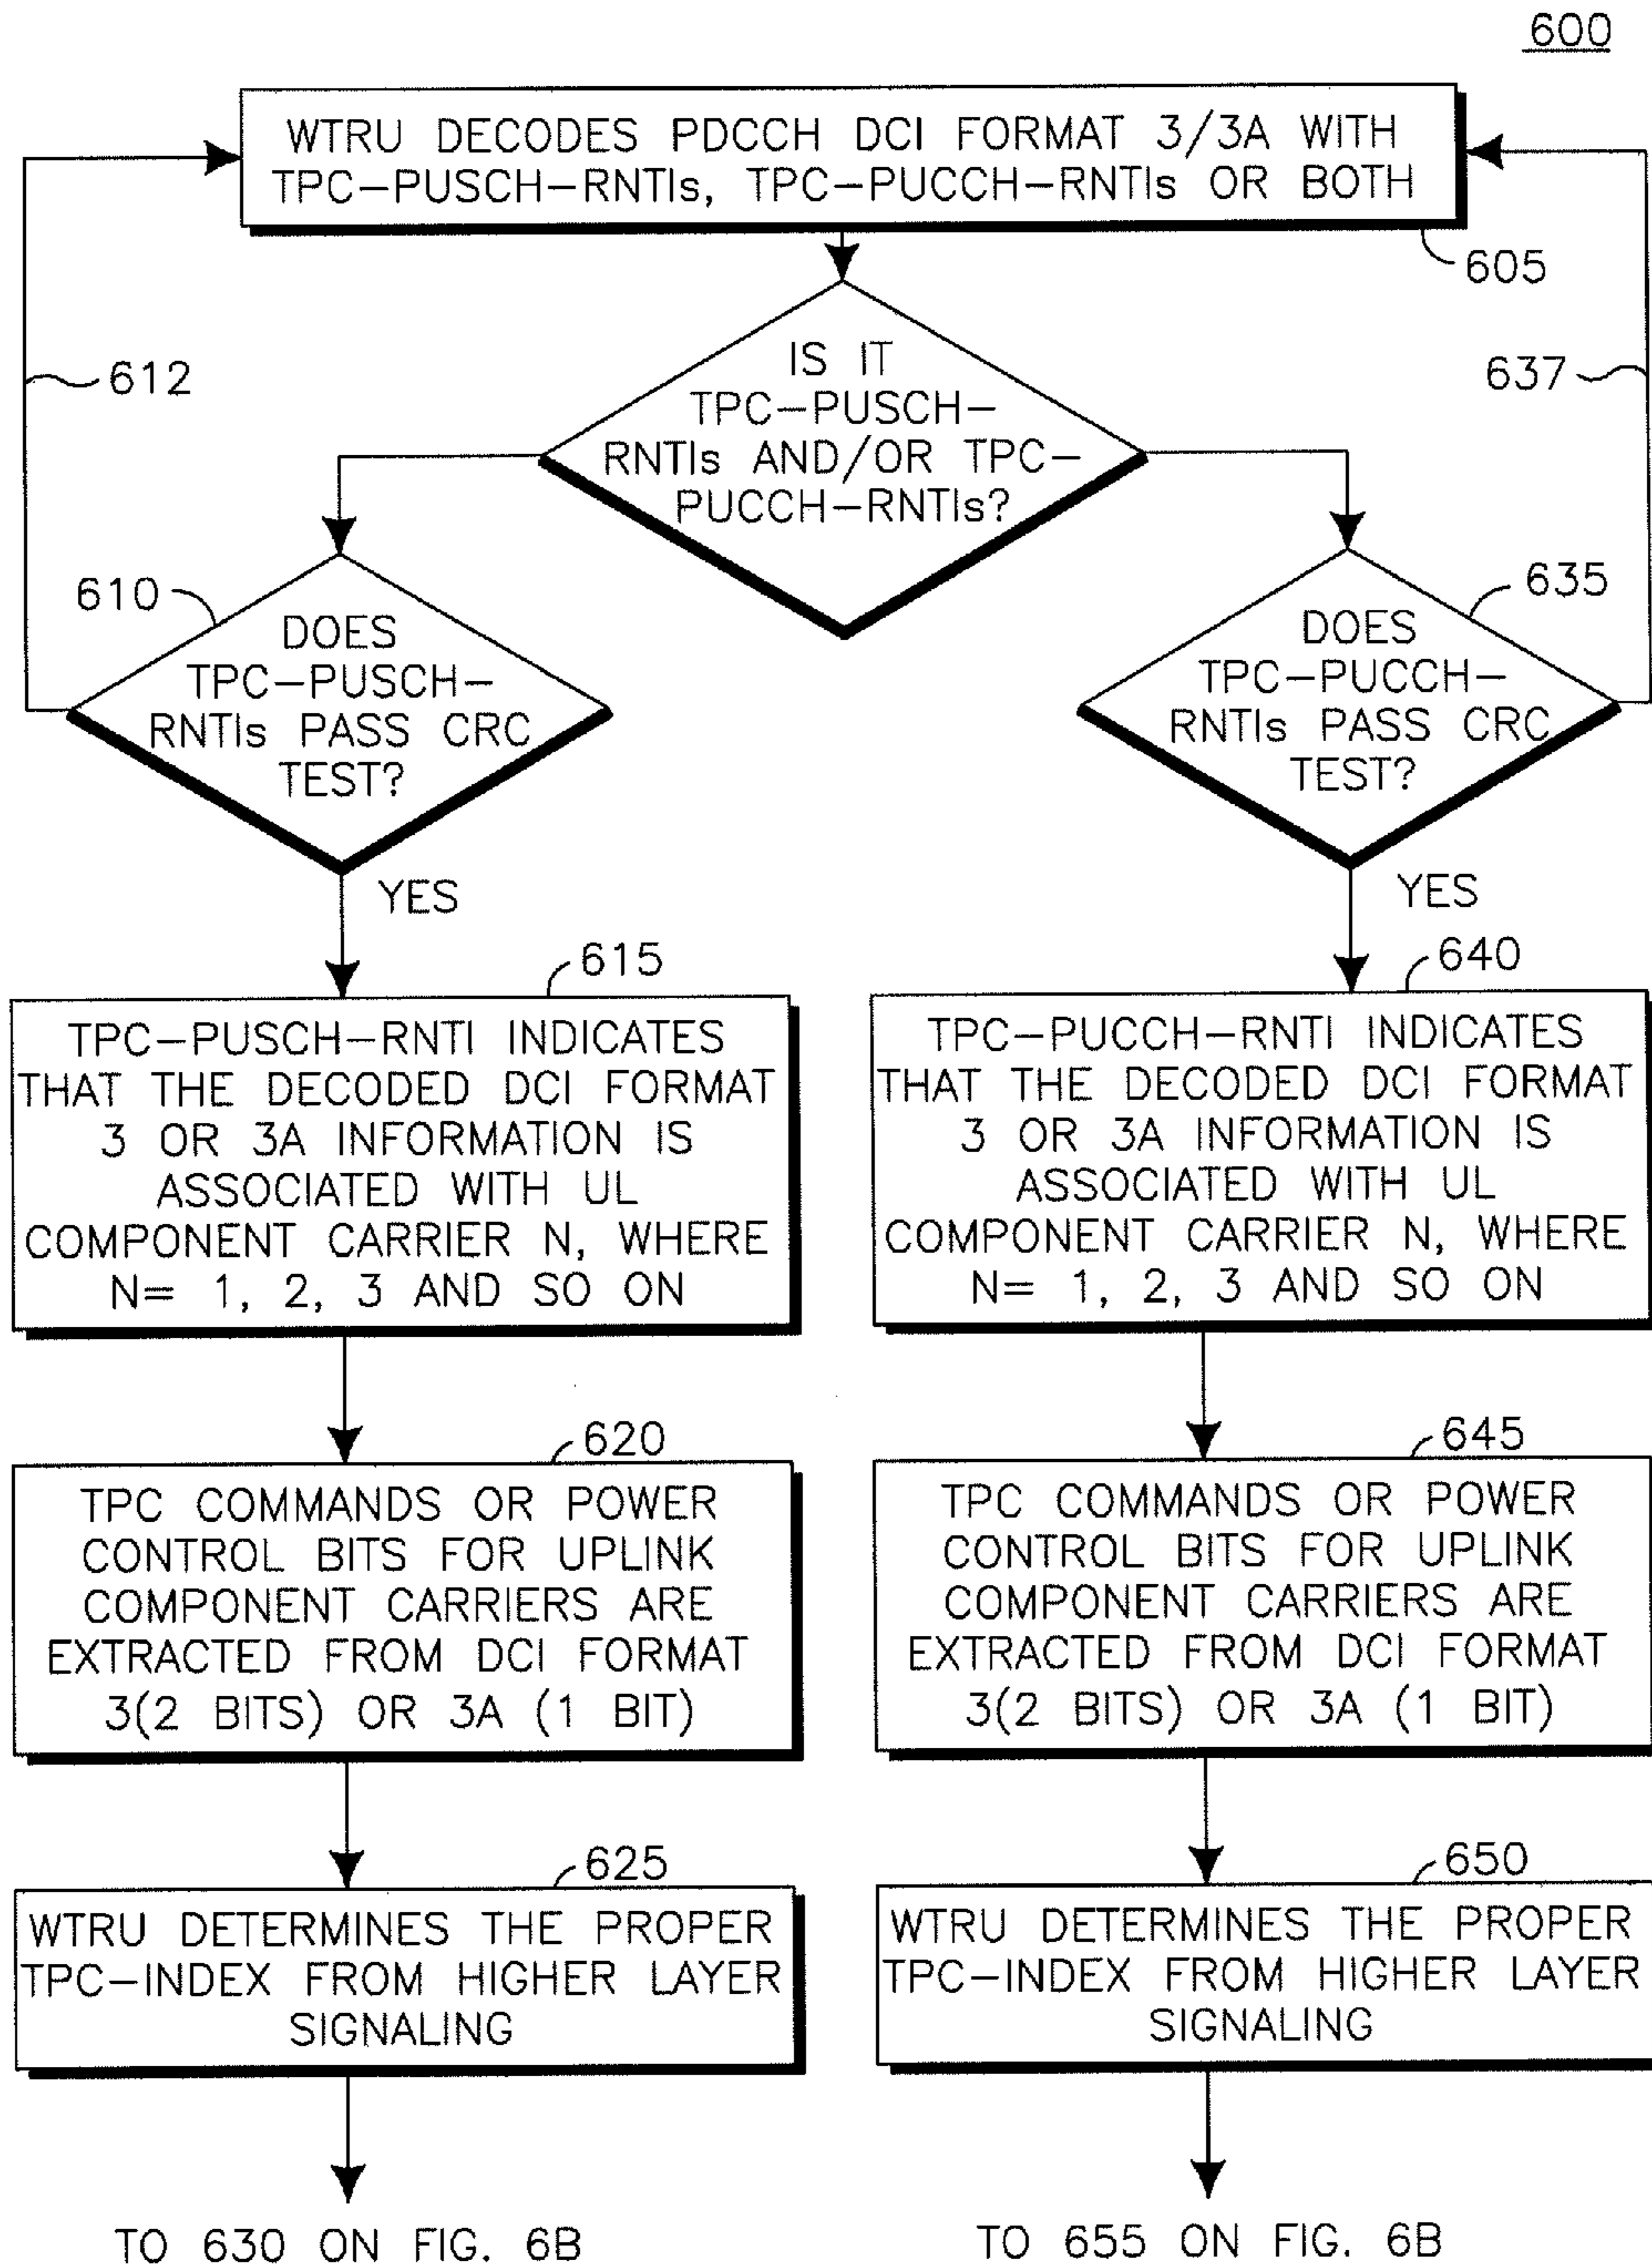 600
WTRU DECODES PDCCH DCI FORMAT 3/3A WITH
TPC-PUSCH-RNTIs, TPC-PUCCH-RNTIs OR BOTH
605
IS IT
TPC-PUSCH-
RNTIs AND/OR TPC-
PUCCH-RNTIs?
612
637
610
DOES
TPC-PUSCH-
RNTIs PASS CRC
TEST?
YES
635
DOES
TPC-PUCCH-
RNTIs PASS CRC
TEST?
YES
615
TPC-PUSCH-RNTI INDICATES
THAT THE DECODED DCI FORMAT
3 OR 3A INFORMATION IS
ASSOCIATED WITH UL
COMPONENT CARRIER N, WHERE
N= 1, 2, 3 AND SO ON
640
TPC-PUCCH-RNTI INDICATES
THAT THE DECODED DCI FORMAT
3 OR 3A INFORMATION IS
ASSOCIATED WITH UL
COMPONENT CARRIER N, WHERE
N= 1, 2, 3 AND SO ON
620
TPC COMMANDS OR POWER
CONTROL BITS FOR UPLINK
COMPONENT CARRIERS ARE
EXTRACTED FROM DCI FORMAT
3(2 BITS) OR 3A (1 BIT)
645
TPC COMMANDS OR POWER
CONTROL BITS FOR UPLINK
COMPONENT CARRIERS ARE
EXTRACTED FROM DCI FORMAT
3(2 BITS) OR 3A (1 BIT)
625
WTRU DETERMINES THE PROPER
TPC-INDEX FROM HIGHER LAYER
SIGNALING
650
WTRU DETERMINES THE PROPER
TPC-INDEX FROM HIGHER LAYER
SIGNALING
TO 630 ON FIG. 6B
TO 655 ON FIG. 6B